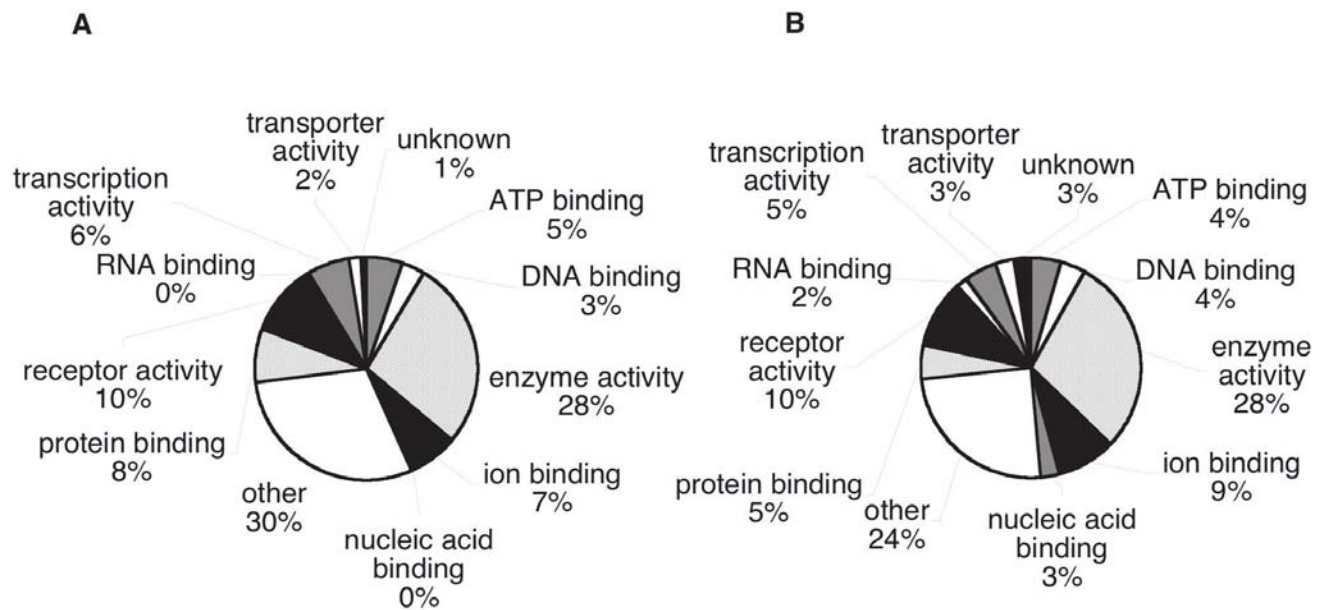 A
transporter
activity
2%
unknown
1%
transcription
activity
6%
ATP binding
5%
RNA binding
0%
DNA binding
3%
receptor activity
10%
enzyme activity
28%
protein binding
8%
ion binding
7%
other
30%
nucleic acid
binding
0%
B
transcription
activity
5%
transporter
activity
3%
unknown
3%
ATP binding
4%
RNA binding
2%
DNA binding
4%
receptor
activity
10%
enzyme
activity
28%
protein binding
5%
ion binding
9%
other
24%
nucleic acid
binding
3%